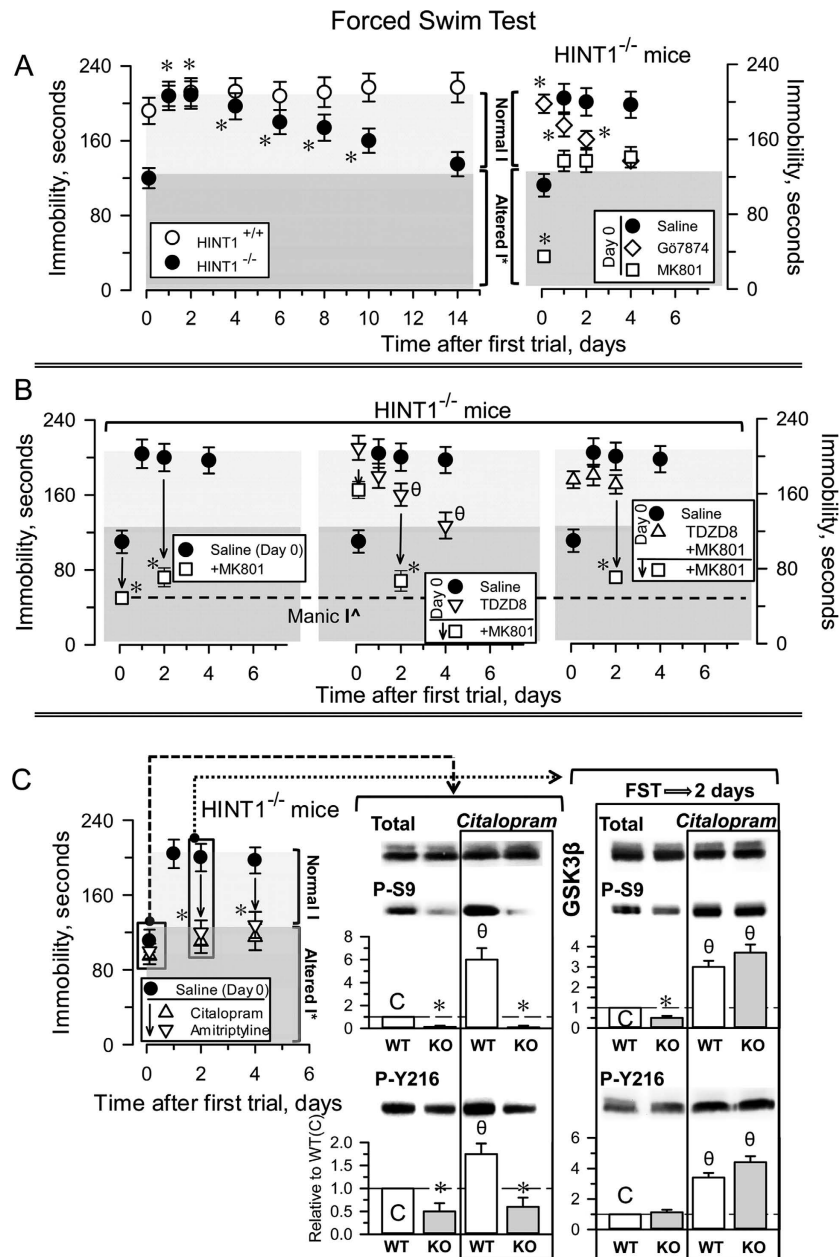 Forced Swim Test
A
HINT1-/- mice
Immobility, seconds
240
160
120
80
0
* *
*
*
*
*
Normal I
Altered I*
HINT1 +/+
HINT1 -/-
0 2 4 6 8 10 12 14
*
*
*
*
Day 0
Saline
Gö7874
MK801
0 2 4 6
240
200
160
120
80
40
0
Immobility, seconds
Time after first trial, days
B
HINT1-/- mice
Immobility, seconds
240
160
80
0
*
*
Saline (Day 0)
+MK801
Manic I^
0 2 4 6
θ
θ
*
Day 0
Saline
TDZD8
+MK801
0 2 4 6
*
Day 0
Saline
TDZD8
+MK801
+MK801
0 2 4 6
240
160
80
0
Immobility, seconds
Time after first trial, days
C
HINT1-/- mice
Immobility, seconds
240
160
80
0
*
*
Normal I
Altered I*
Saline (Day 0)
Citalopram
Amitriptyline
0 2 4 6
Time after first trial, days
Total
Citalopram
P-S9
8
6
4
2
1
0
C
*
θ
*
WT KO WT KO
P-Y216
Relative to WT(C)
2.0
1.5
1.0
0.5
0.0
C
*
θ
*
WT KO WT KO
GSK3β
FST ⇒ 2 days
Total
Citalopram
P-S9
4
3
2
1
0
C
*
θ
θ
WT KO WT KO
P-Y216
6
4
2
0
C
θ
θ
WT KO WT KO